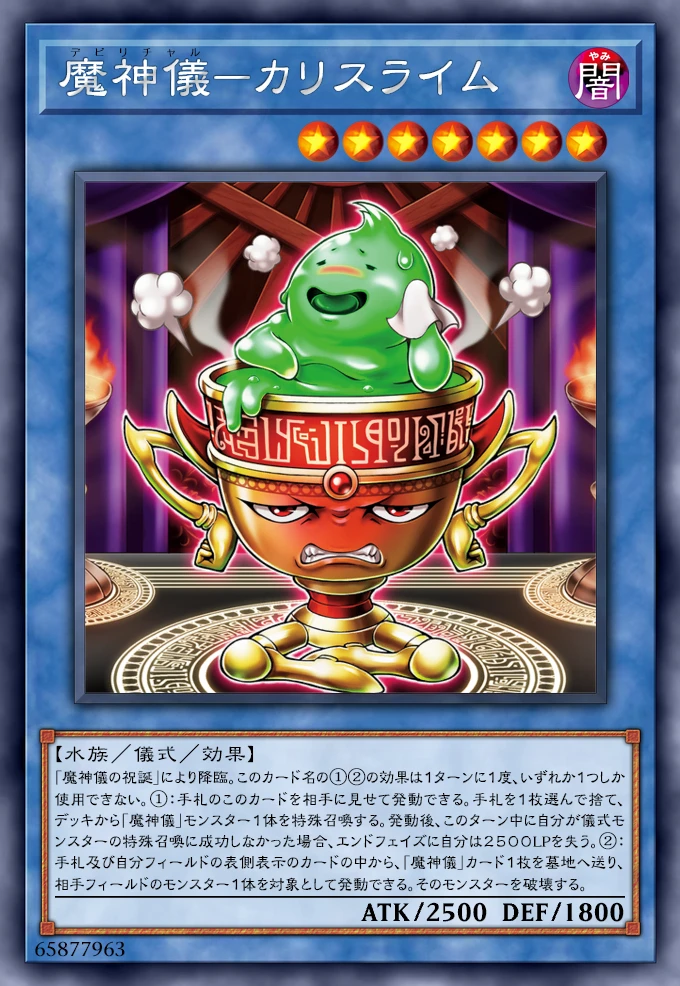 デビリチャル
魔神儀－カリスライム
やみ
闇
【水族／儀式／効果】
「魔神儀の祝誕」により降臨。このカード名の①②の効果は１ターンに１度、いずれか１つしか
使用できない。①：手札のこのカードを相手に見せて発動できる。手札を１枚選んで捨て、
デッキから「魔神儀」モンスター１体を特殊召喚する。発動後、このターン中に自分が儀式モ
ンスターの特殊召喚に成功しなかった場合、エンドフェイズに自分は２５００ＬＰを失う。②：
手札及び自分フィールドの表側表示のカードの中から、「魔神儀」カード１枚を墓地へ送り、
相手フィールドのモンスター１体を対象として発動できる。そのモンスターを破壊する。
ATK/2500 DEF/1800
65877963